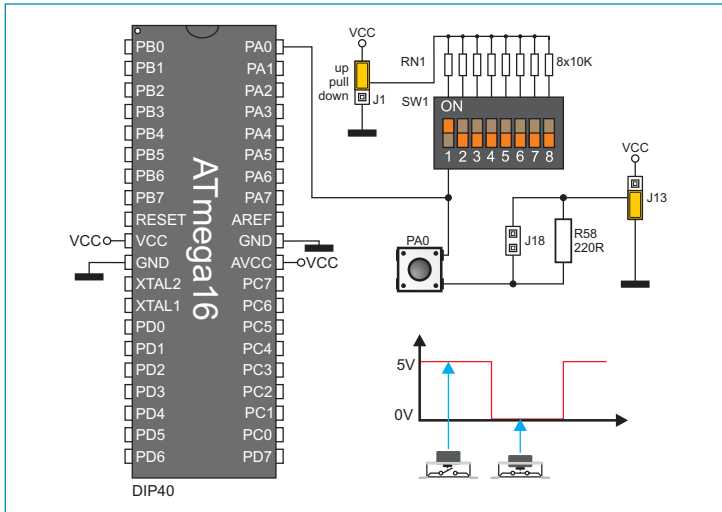 PB0
PB1
PB2
PB3
PB4
PB5
PB6
PB7
RESET
VCC
GND
XTAL2
XTAL1
PD0
PD1
PD2
PD3
PD4
PD5
PD6
PA0
PA1
PA2
PA3
PA4
PA5
PA6
PA7
AREF
GND
AVCC
PC7
PC6
PC5
PC4
PC3
PC2
PC1
PC0
PD7
ATmega16
DIP40
VCC
VCC
VCC
up
pull
down
J1
RN1
8x10K
SW1
ON
1 2 3 4 5 6 7 8
VCC
J13
PA0
J18
R58
220R
5V
0V